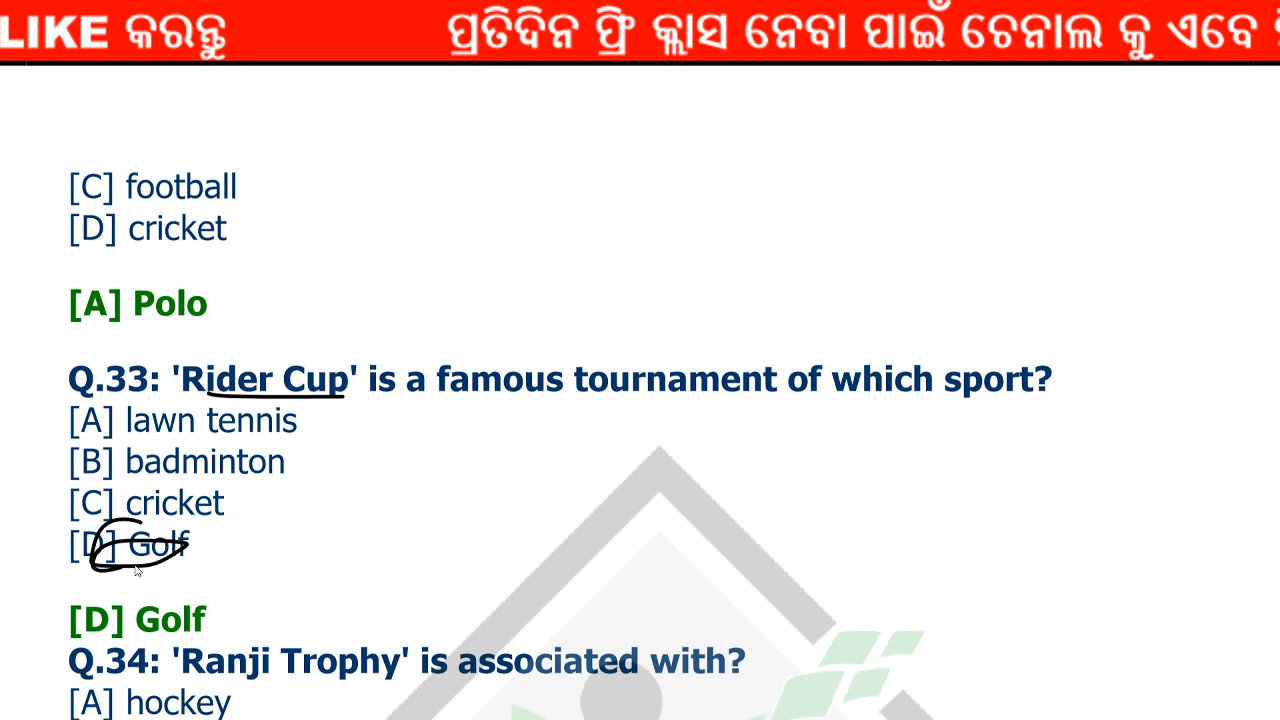 LIKE କରନ୍ତୁ ପ୍ରତିଦିନ ଫ୍ରି କ୍ଲାସ ନେବା ପାଇଁ ଚେନାଲ କୁ ଏବେ
[C] football
[D] cricket
[A] Polo
Q.33: 'Rider Cup' is a famous tournament of which sport?
[A] lawn tennis
[B] badminton
[C] cricket
[D] Golf
[D] Golf
Q.34: 'Ranji Trophy' is associated with?
[A] hockey